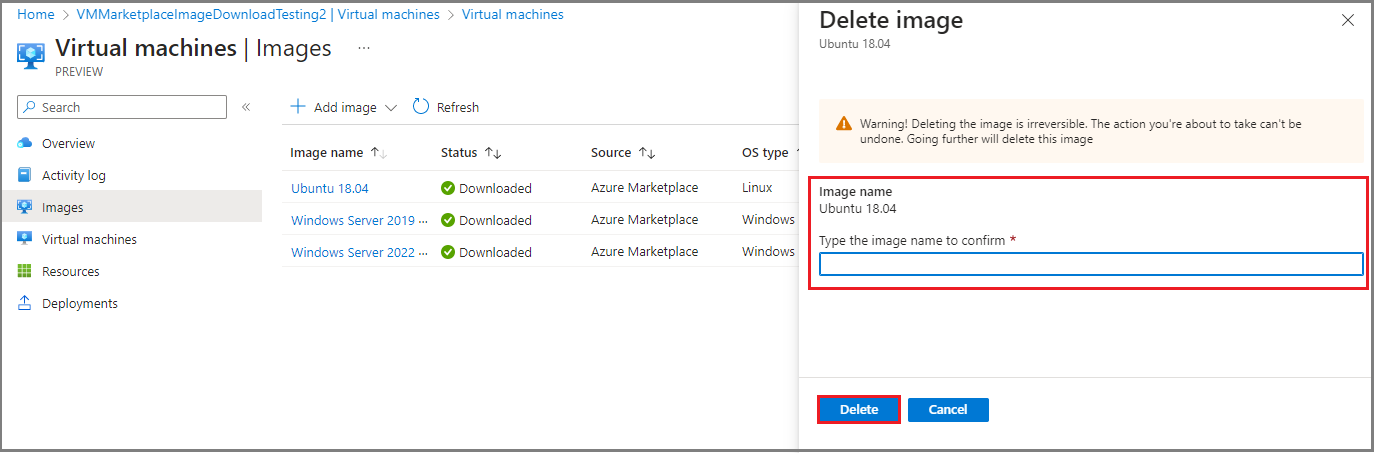 Home > VMMarketplaceImageDownloadTesting2 | Virtual machines > Virtual machines
Virtual machines | Images ...
PREVIEW
Search «
Overview
Activity log
Images
Virtual machines
Resources
Deployments
Add image Refresh
Image name Status Source OS type
Ubuntu 18.04 Downloaded Azure Marketplace Linux
Windows Server 2019 ... Downloaded Azure Marketplace Windows
Windows Server 2022 ... Downloaded Azure Marketplace Windows
Delete image
Ubuntu 18.04
Warning! Deleting the image is irreversible. The action you're about to take can't be
undone. Going further will delete this image
Image name
Ubuntu 18.04
Type the image name to confirm *
Delete Cancel